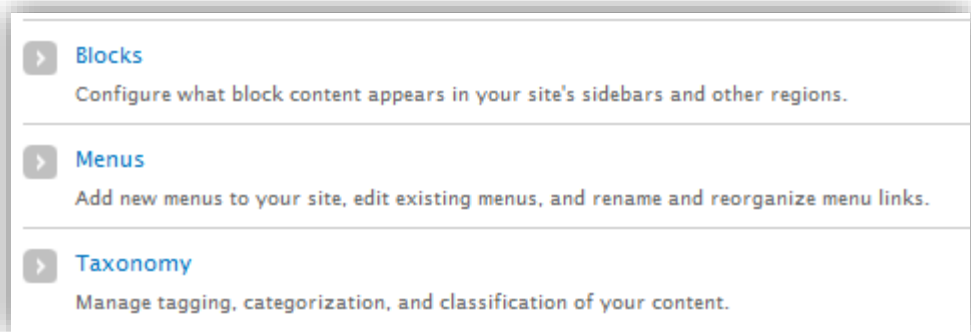 Blocks
Configure what block content appears in your site's sidebars and other regions.
Menus
Add new menus to your site, edit existing menus, and rename and reorganize menu links.
Taxonomy
Manage tagging, categorization, and classification of your content.